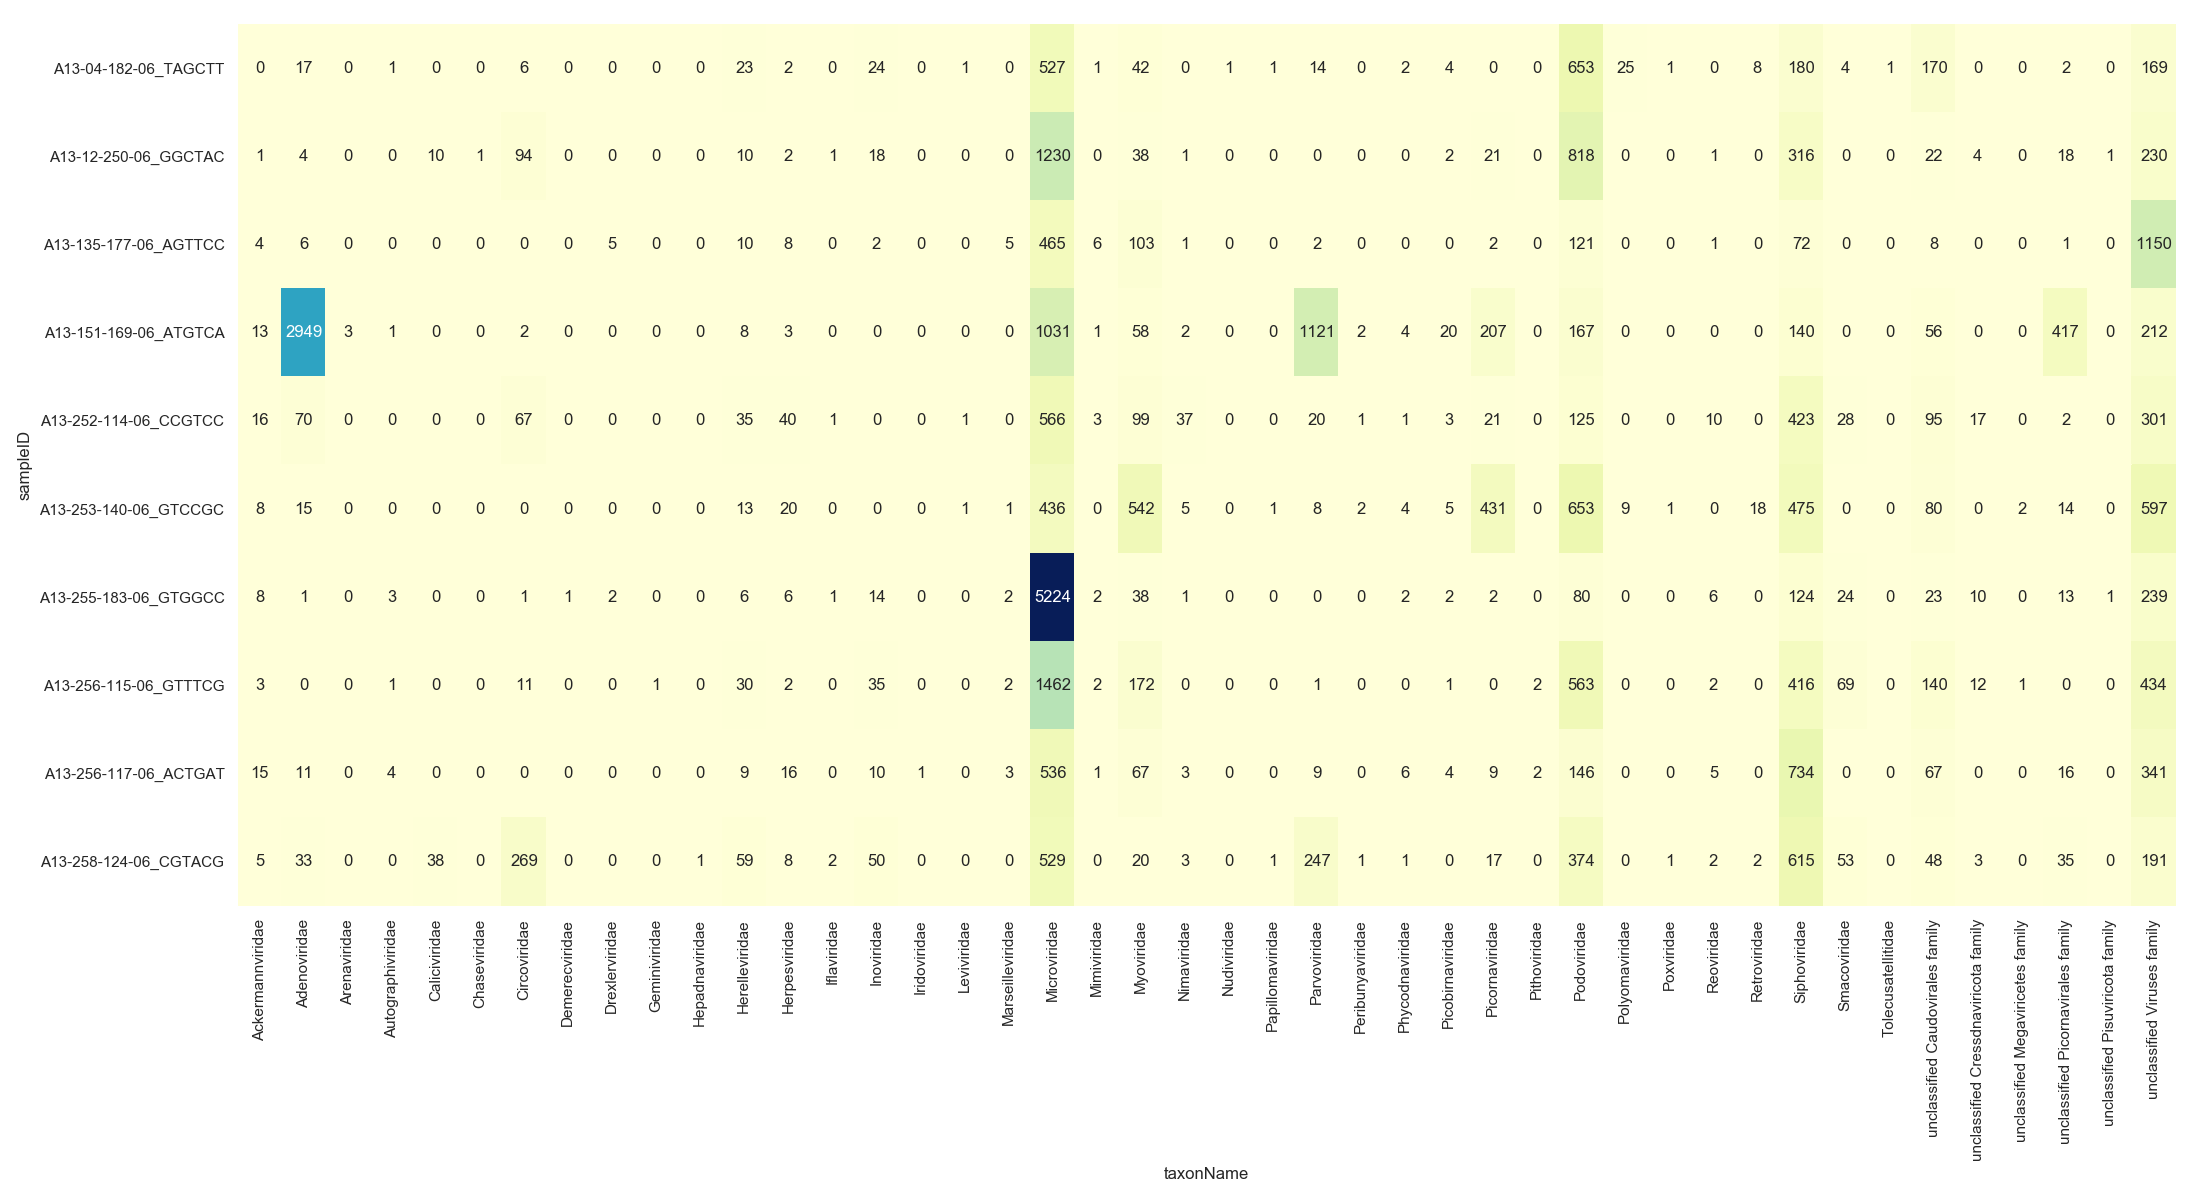 A13-04-182-06_TAGCTT 0 17 0 1 0 0 6 0 0 0 0 23 2 0 24 0 1 0 527 1 42 0 1 1 14 0 2 4 0 0 653 25 1 0 8 180 4 1 170 0 0 2 0 169
A13-12-250-06_GGCTAC 1 4 0 0 10 1 94 0 0 0 0 10 2 1 18 0 0 0 1230 0 38 1 0 0 0 0 0 2 21 0 818 0 0 1 0 316 0 0 22 4 0 18 1 230
A13-135-177-06_AGTTCC 4 6 0 0 0 0 0 0 5 0 0 10 8 0 2 0 0 5 465 6 103 1 0 0 2 0 0 0 2 0 121 0 0 1 0 72 0 0 8 0 0 1 0 1150
A13-151-169-06_ATGTCA 13 2949 3 1 0 0 2 0 0 0 0 8 3 0 0 0 0 0 1031 1 58 2 0 0 1121 2 4 20 207 0 167 0 0 0 0 140 0 0 56 0 0 417 0 212
A13-252-114-06_CCGTCC 16 70 0 0 0 0 67 0 0 0 0 35 40 1 0 0 1 0 566 3 99 37 0 0 20 1 1 3 21 0 125 0 0 10 0 423 28 0 95 17 0 2 0 301
sampleID
A13-253-140-06_GTCCGC 8 15 0 0 0 0 0 0 0 0 0 13 20 0 0 0 1 1 436 0 542 5 0 1 8 2 4 5 431 0 653 9 1 0 18 475 0 0 80 0 2 14 0 597
A13-255-183-06_GTGGCC 8 1 0 3 0 0 1 1 2 0 0 6 6 1 14 0 0 2 5224 2 38 1 0 0 0 0 2 2 2 0 80 0 0 6 0 124 24 0 23 10 0 13 1 239
A13-256-115-06_GTTTCG 3 0 0 1 0 0 11 0 0 1 0 30 2 0 35 0 0 2 1462 2 172 0 0 0 1 0 0 1 0 2 563 0 0 2 0 416 69 0 140 12 1 0 0 434
A13-256-117-06_ACTGAT 15 11 0 4 0 0 0 0 0 0 0 9 16 0 10 1 0 3 536 1 67 3 0 0 9 0 6 4 9 2 146 0 0 5 0 734 0 0 67 0 0 16 0 341
A13-258-124-06_CGTACG 5 33 0 0 38 0 269 0 0 0 1 59 8 2 50 0 0 0 529 0 20 3 0 1 247 1 1 0 17 0 374 0 1 2 2 615 53 0 48 3 0 35 0 191
Ackermannviridae
Adenoviridae
Arenaviridae
Autographiviridae
Caliciviridae
Chaseviridae
Circoviridae
Demerecviridae
Drexlerviridae
Geminiviridae
Hepadnaviridae
Herelleviridae
Herpesviridae
Iflaviridae
Inoviridae
Iridoviridae
Leviviridae
Marseilleviridae
Microviridae
Mimiviridae
Myoviridae
Nimaviridae
Nudiviridae
Papillomaviridae
Parvoviridae
Peribunyaviridae
Phycodnaviridae
Picobirnaviridae
Picornaviridae
Pithoviridae
Podoviridae
Polyomaviridae
Poxviridae
Reoviridae
Retroviridae
Siphoviridae
Smacoviridae
Tolecusatellitidae
unclassified Caudovirales family
unclassified Cressdnaviricota family
unclassified Megaviricetes family
unclassified Picornavirales family
unclassified Pisuviricota family
unclassified Viruses family
taxonName